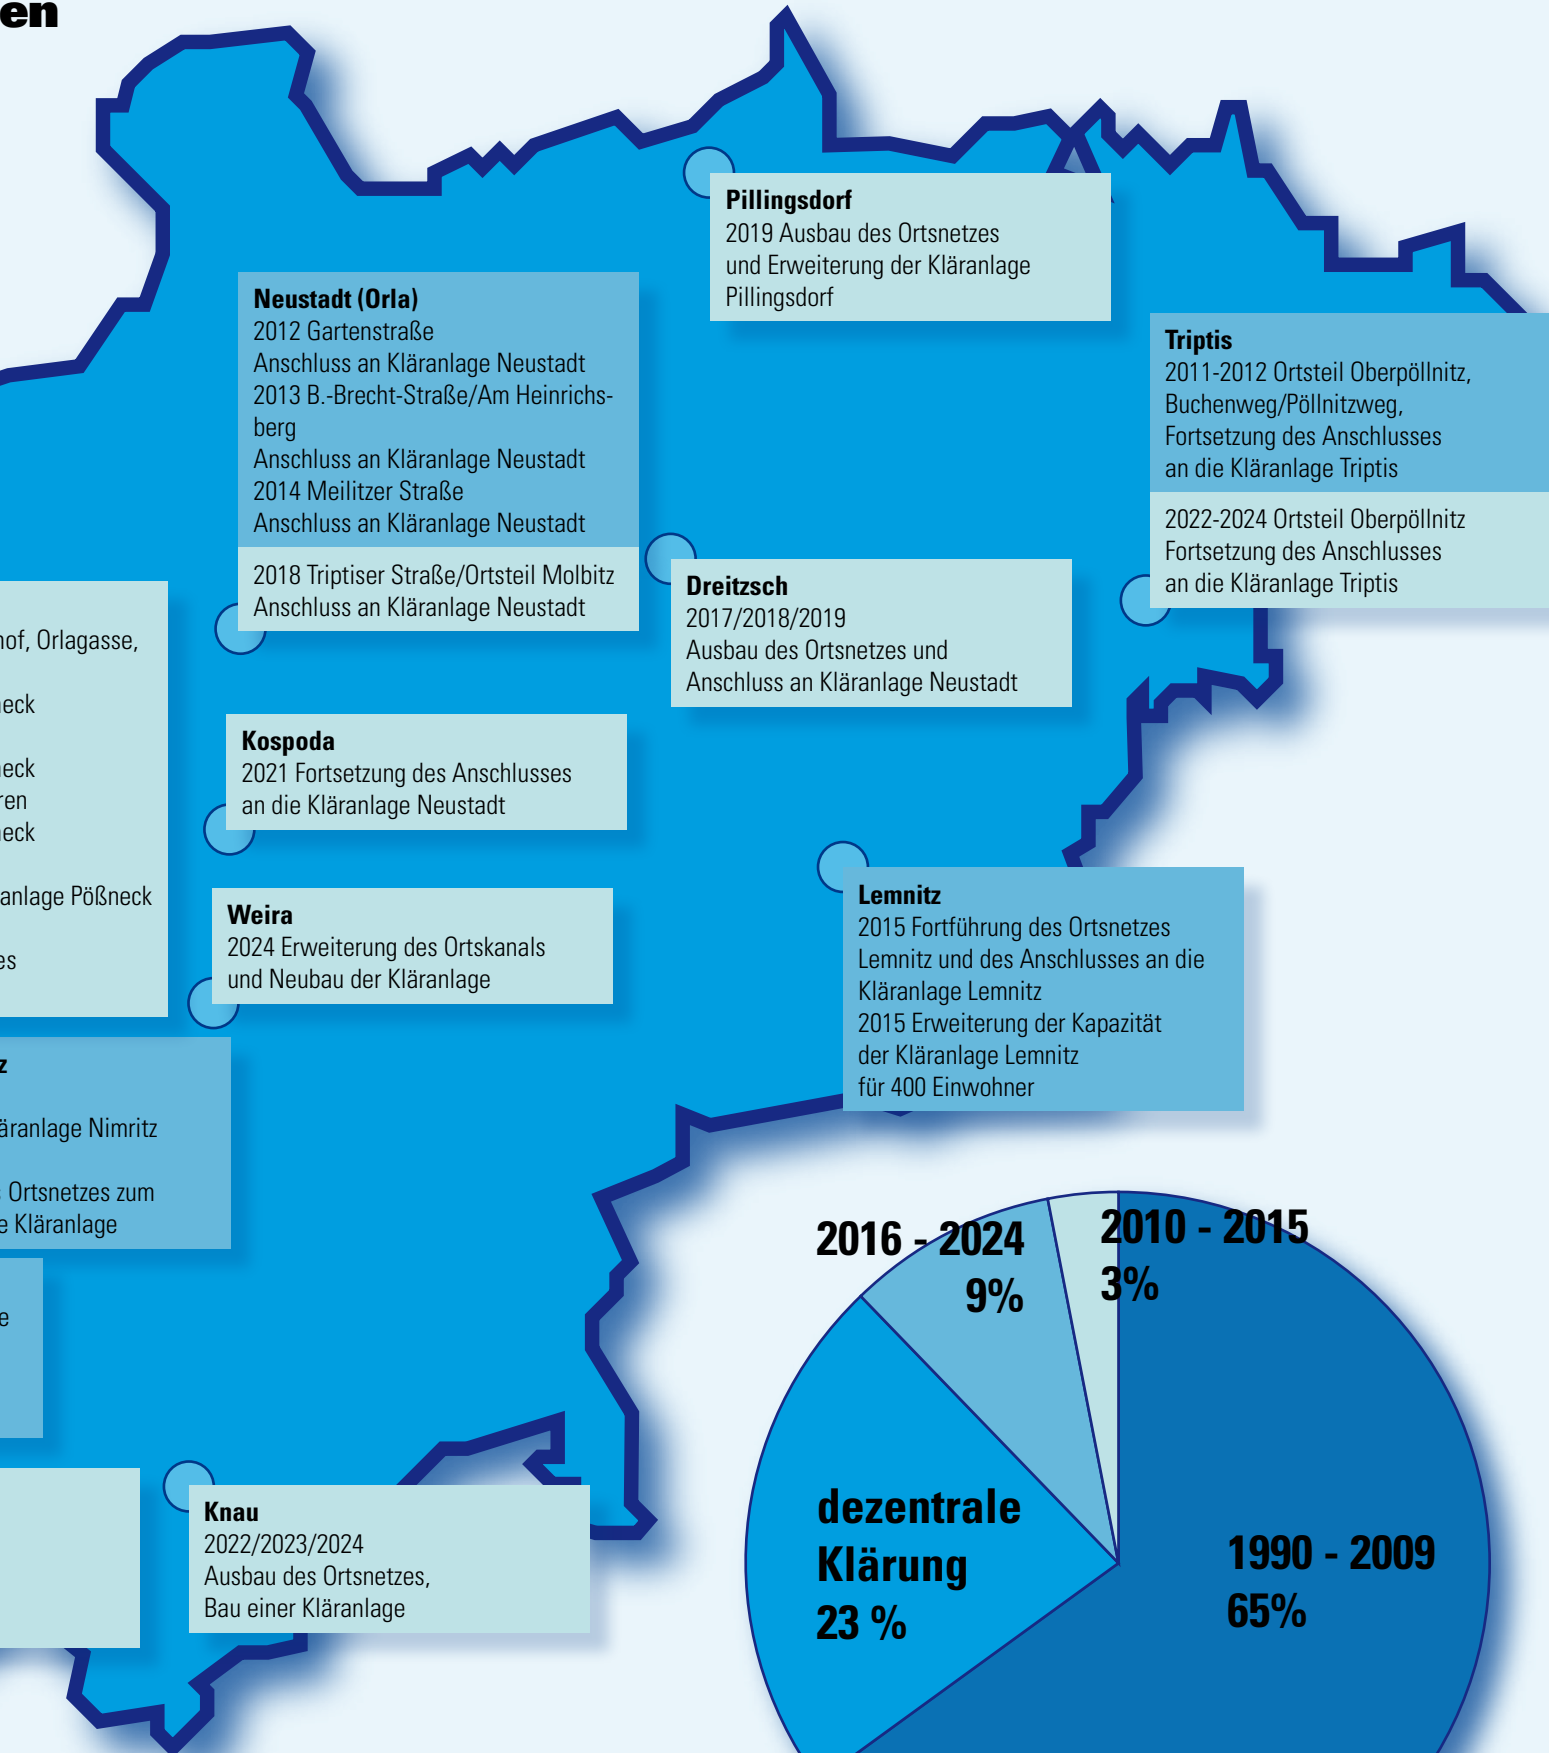 en
Pillingsdorf
2019 Ausbau des Ortsnetzes
und Erweiterung der Kläranlage
Pillingsdorf
Neustadt (Orla)
2012 Gartenstraße
Anschluss an Kläranlage Neustadt
2013 B.-Brecht-Straße/Am Heinrichs-
berg
Anschluss an Kläranlage Neustadt
2014 Meilitzer Straße
Anschluss an Kläranlage Neustadt
2018 Triptiser Straße/Ortsteil Molbitz
Anschluss an Kläranlage Neustadt
Triptis
2011-2012 Ortsteil Oberpöllnitz,
Buchenweg/Pöllnitzweg,
Fortsetzung des Anschlusses
an die Kläranlage Triptis
2022-2024 Ortsteil Oberpöllnitz
Fortsetzung des Anschlusses
an die Kläranlage Triptis
Dreitzsch
2017/2018/2019
Ausbau des Ortsnetzes und
Anschluss an Kläranlage Neustadt
hof, Orlagasse,
eck
eck
ren
eck
anlage Pößneck
es
Kospoda
2021 Fortsetzung des Anschlusses
an die Kläranlage Neustadt
Weira
2024 Erweiterung des Ortskanals
und Neubau der Kläranlage
Lemnitz
2015 Fortführung des Ortsnetzes
Lemnitz und des Anschlusses an die
Kläranlage Lemnitz
2015 Erweiterung der Kapazität
der Kläranlage Lemnitz
für 400 Einwohner
z
äranlage Nimritz
s Ortsnetzes zum
e Kläranlage
e
Knau
2022/2023/2024
Ausbau des Ortsnetzes,
Bau einer Kläranlage
2016 - 2024
9%
2010 - 2015
3%
dezentrale
Klärung
23 %
1990 - 2009
65%